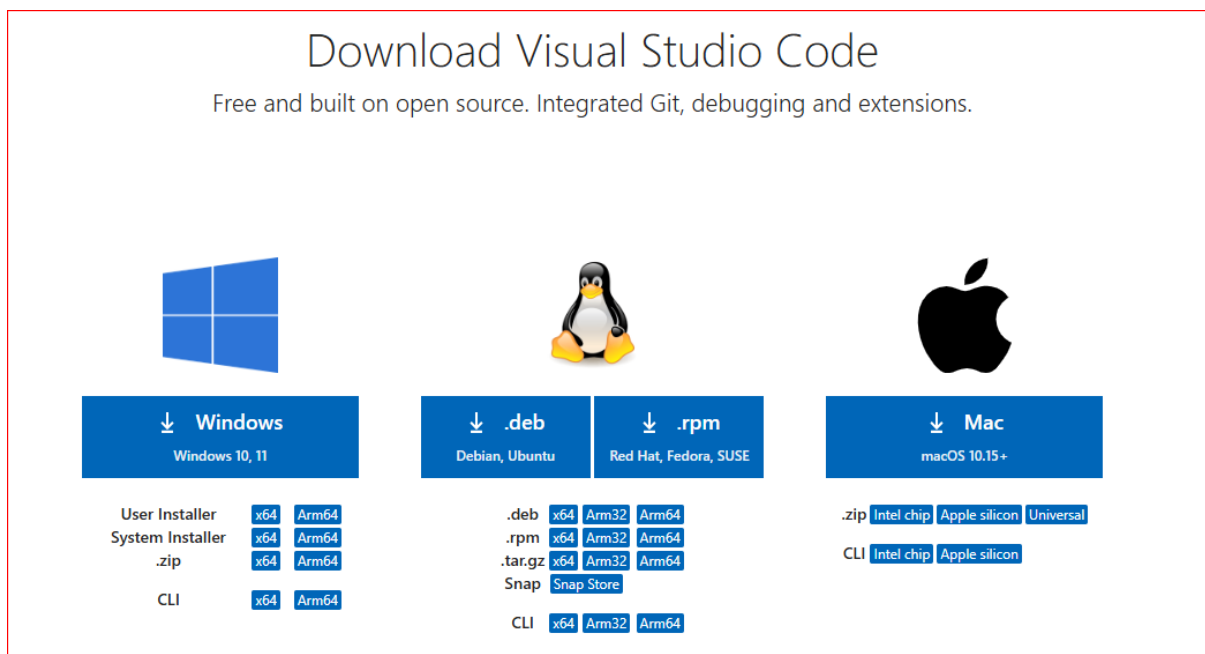 Download Visual Studio Code
Free and built on open source. Integrated Git, debugging and extensions.
Windows
Windows 10, 11
User Installer x64 Arm64
System Installer x64 Arm64
.zip x64 Arm64
CLI x64 Arm64
.deb
Debian, Ubuntu
.rpm
Red Hat, Fedora, SUSE
.deb x64 Arm32 Arm64
.rpm x64 Arm32 Arm64
.tar.gz x64 Arm32 Arm64
Snap Snap Store
CLI x64 Arm32 Arm64
Mac
macOS 10.15+
.zip Intel chip Apple silicon Universal
CLI Intel chip Apple silicon